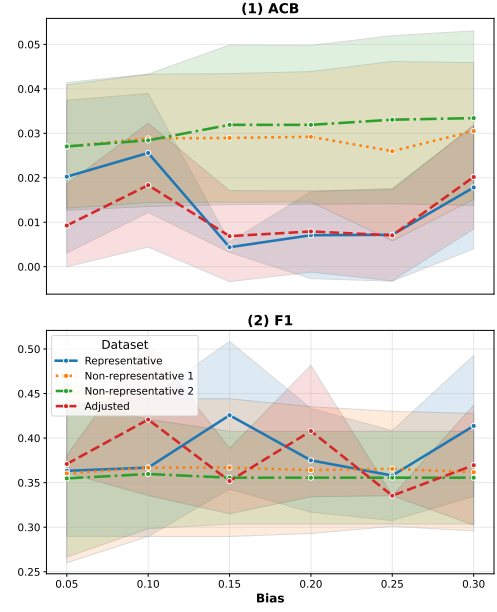 (1) ACB
0.05
0.04
0.03
0.02
0.01
0.00
(2) F1
0.50
0.45
0.40
0.35
0.30
0.25
Dataset
Representative
Non-representative 1
Non-representative 2
Adjusted
0.05 0.10 0.15 0.20 0.25 0.30
Bias